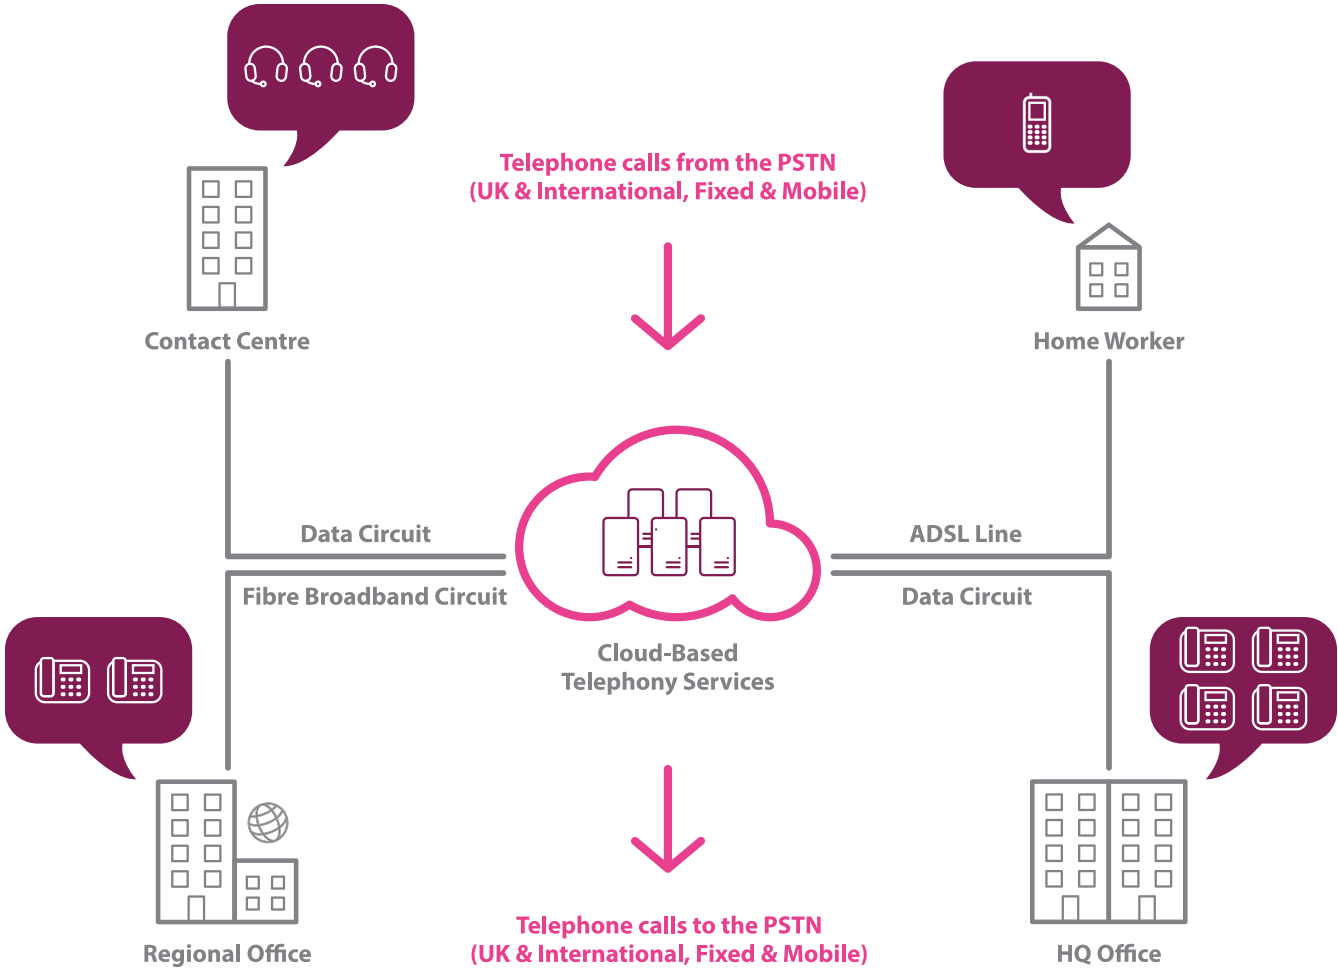 Telephone calls from the PSTN
(UK & International, Fixed & Mobile)
Contact Centre
Home Worker
Data Circuit
ADSL Line
Fibre Broadband Circuit
Data Circuit
Cloud-Based
Telephony Services
Telephone calls to the PSTN
(UK & International, Fixed & Mobile)
Regional Office
HQ Office